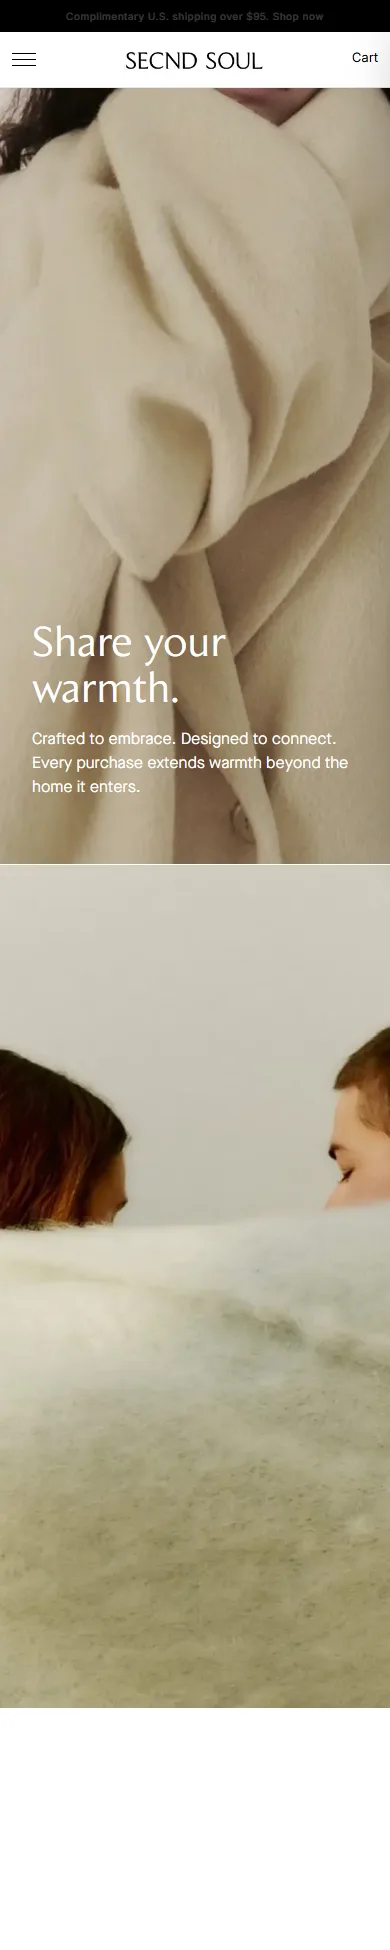 Complimentary U.S. shipping over $95. Shop now
SECND SOUL
Cart
Share your
warmth.
Crafted to embrace. Designed to connect.
Every purchase extends warmth beyond the
home it enters.